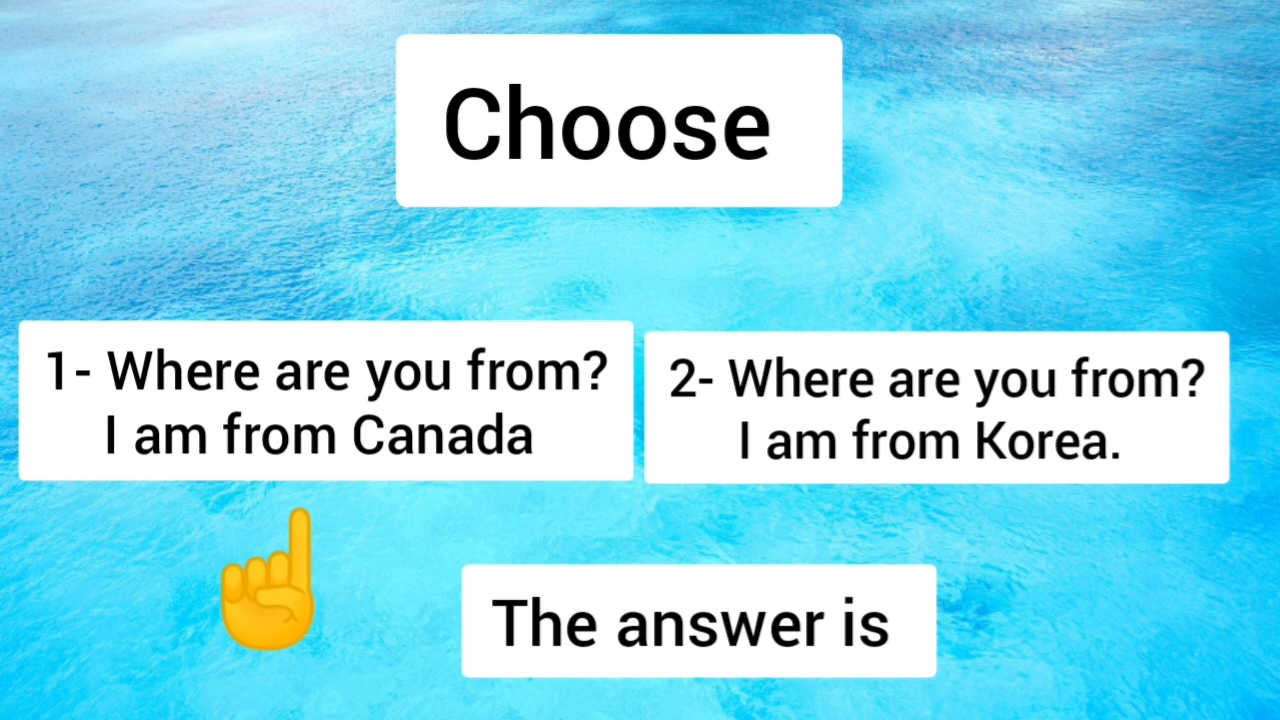 Choose
1- Where are you from?
I am from Canada
2- Where are you from?
I am from Korea.
The answer is